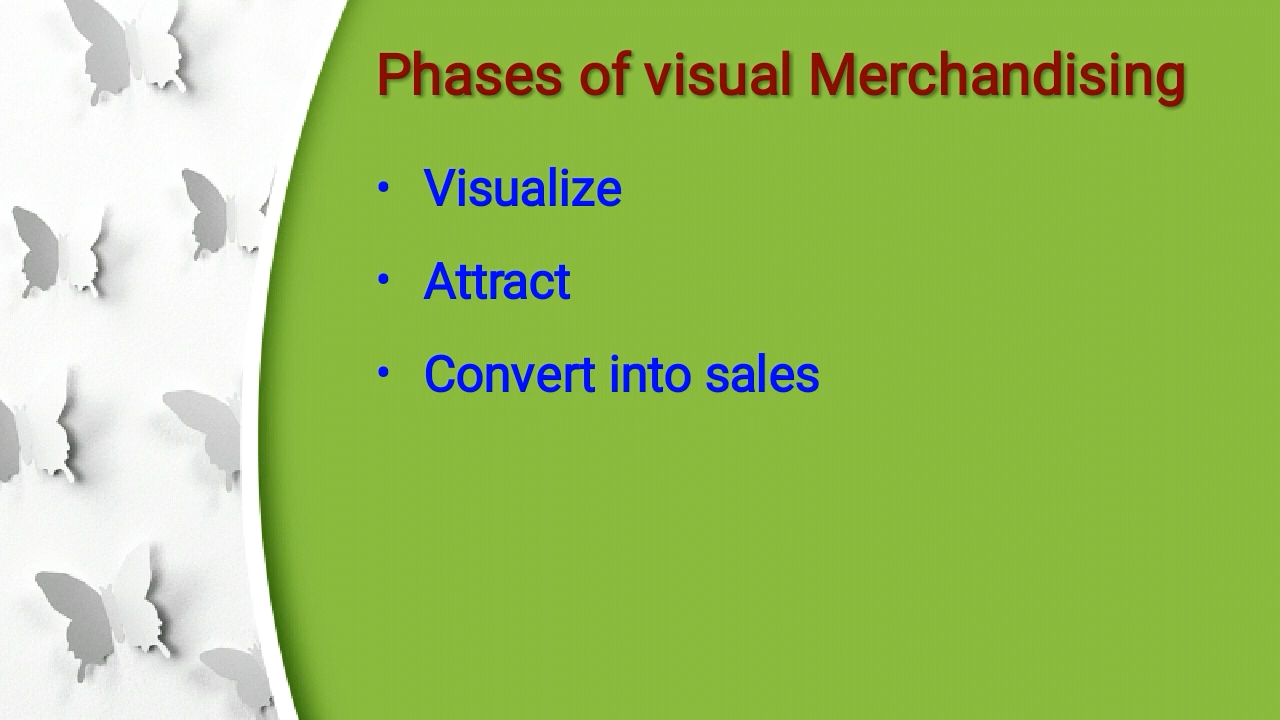 Phases of visual Merchandising
• Visualize
• Attract
• Convert into sales